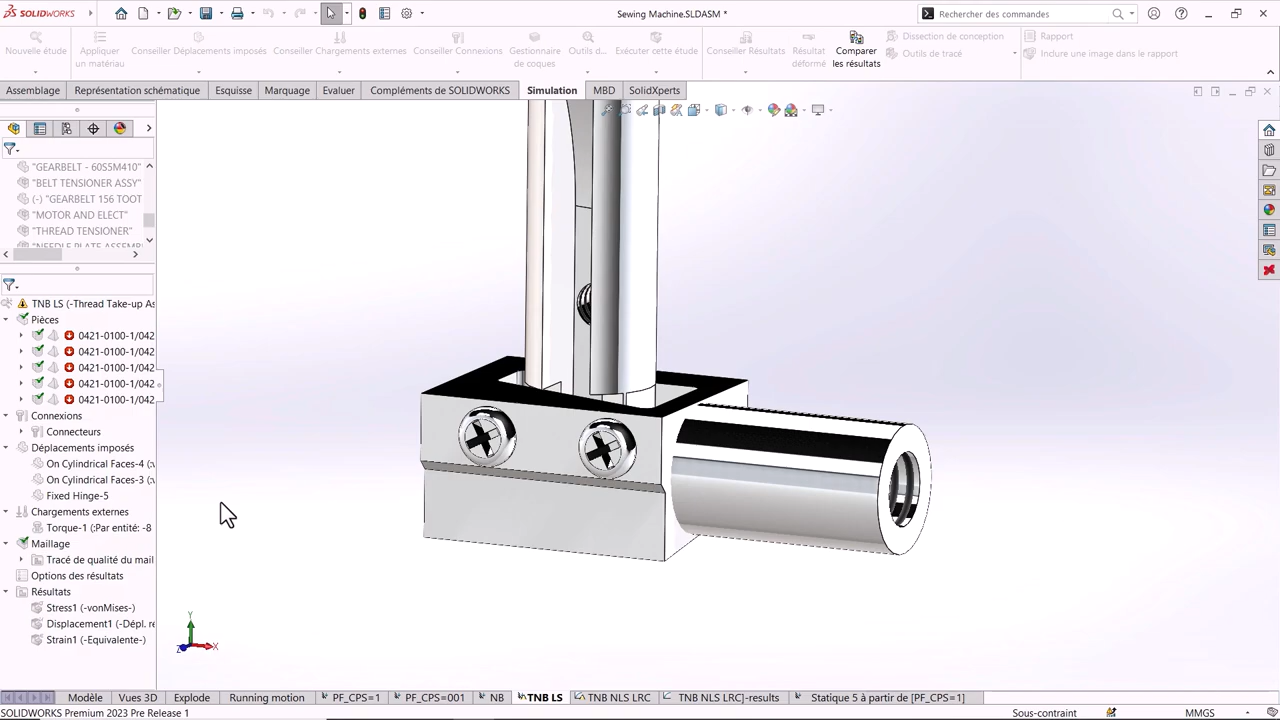 SOLIDWORKS
Sewing Machine.SLDASM *
Rechercher des commandes
Nouvelle étude
Appliquer un matériau
Conseiller Déplacements imposés
Conseiller Chargements externes
Conseiller Connexions
Gestionnaire de coques
Outils d...
Exécuter cette étude
Conseiller Résultats
Résultat déformé
Comparer les résultats
Dissection de conception
Outils de tracé
Rapport
Inclure une image dans le rapport
Assemblage
Représentation schématique
Esquisse
Marquage
Evaluer
Compléments de SOLIDWORKS
Simulation
MBD
SolidXperts
"GEARBELT - 60S5M410"
"BELT TENSIONER ASSY"
(-) "GEARBELT 156 TOOT
"MOTOR AND ELECT"
"THREAD TENSIONER"
"NEEDLE PLATE ASSEMB
TNB LS (-Thread Take-up As
Pièces
0421-0100-1/042
0421-0100-1/042
0421-0100-1/042
0421-0100-1/042
0421-0100-1/042
Connexions
Connecteurs
Déplacements imposés
On Cylindrical Faces-4 (:v
On Cylindrical Faces-3 (:v
Fixed Hinge-5
Chargements externes
Torque-1 (:Par entité: -8
Maillage
Tracé de qualité du mail
Options des résultats
Résultats
Stress1 (-vonMises-)
Displacement1 (-Dépl. re
Strain1 (-Equivalente-)
Y
X
Z
Modèle
Vues 3D
Explode
Running motion
PF_CPS=1
PF_CPS=001
NB
TNB LS
TNB NLS LRC
TNB NLS LRC]-results
Statique 5 à partir de [PF_CPS=1]
SOLIDWORKS Premium 2023 Pre Release 1
Sous-contraint
MMGS